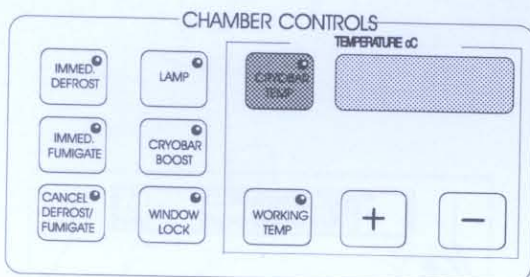 CHAMBER CONTROLS
TEMPERATURE oC
IMMED.
DEFROST
LAMP
CRYOBAR
TEMP
IMMED.
FUMIGATE
CRYOBAR
BOOST
CANCEL
DEFROST/
FUMIGATE
WINDOW
LOCK
WORKING
TEMP
+
−